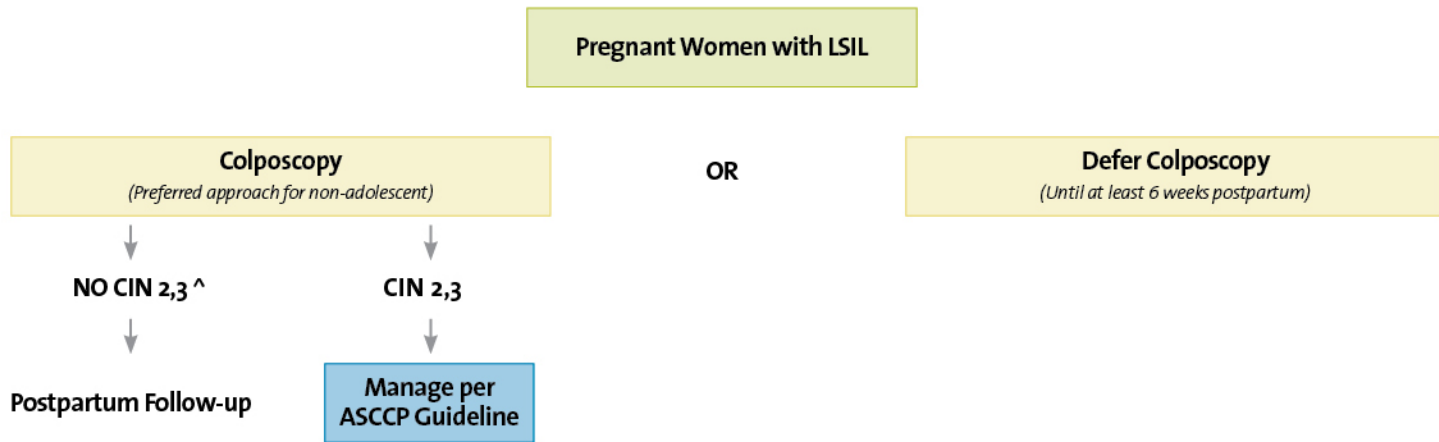 Pregnant Women with LSIL
Colposcopy
(Preferred approach for non-adolescent)
OR
Defer Colposcopy
(Until at least 6 weeks postpartum)
NO CIN 2,3 ^
CIN 2,3
Postpartum Follow-up
Manage per
ASCCP Guideline